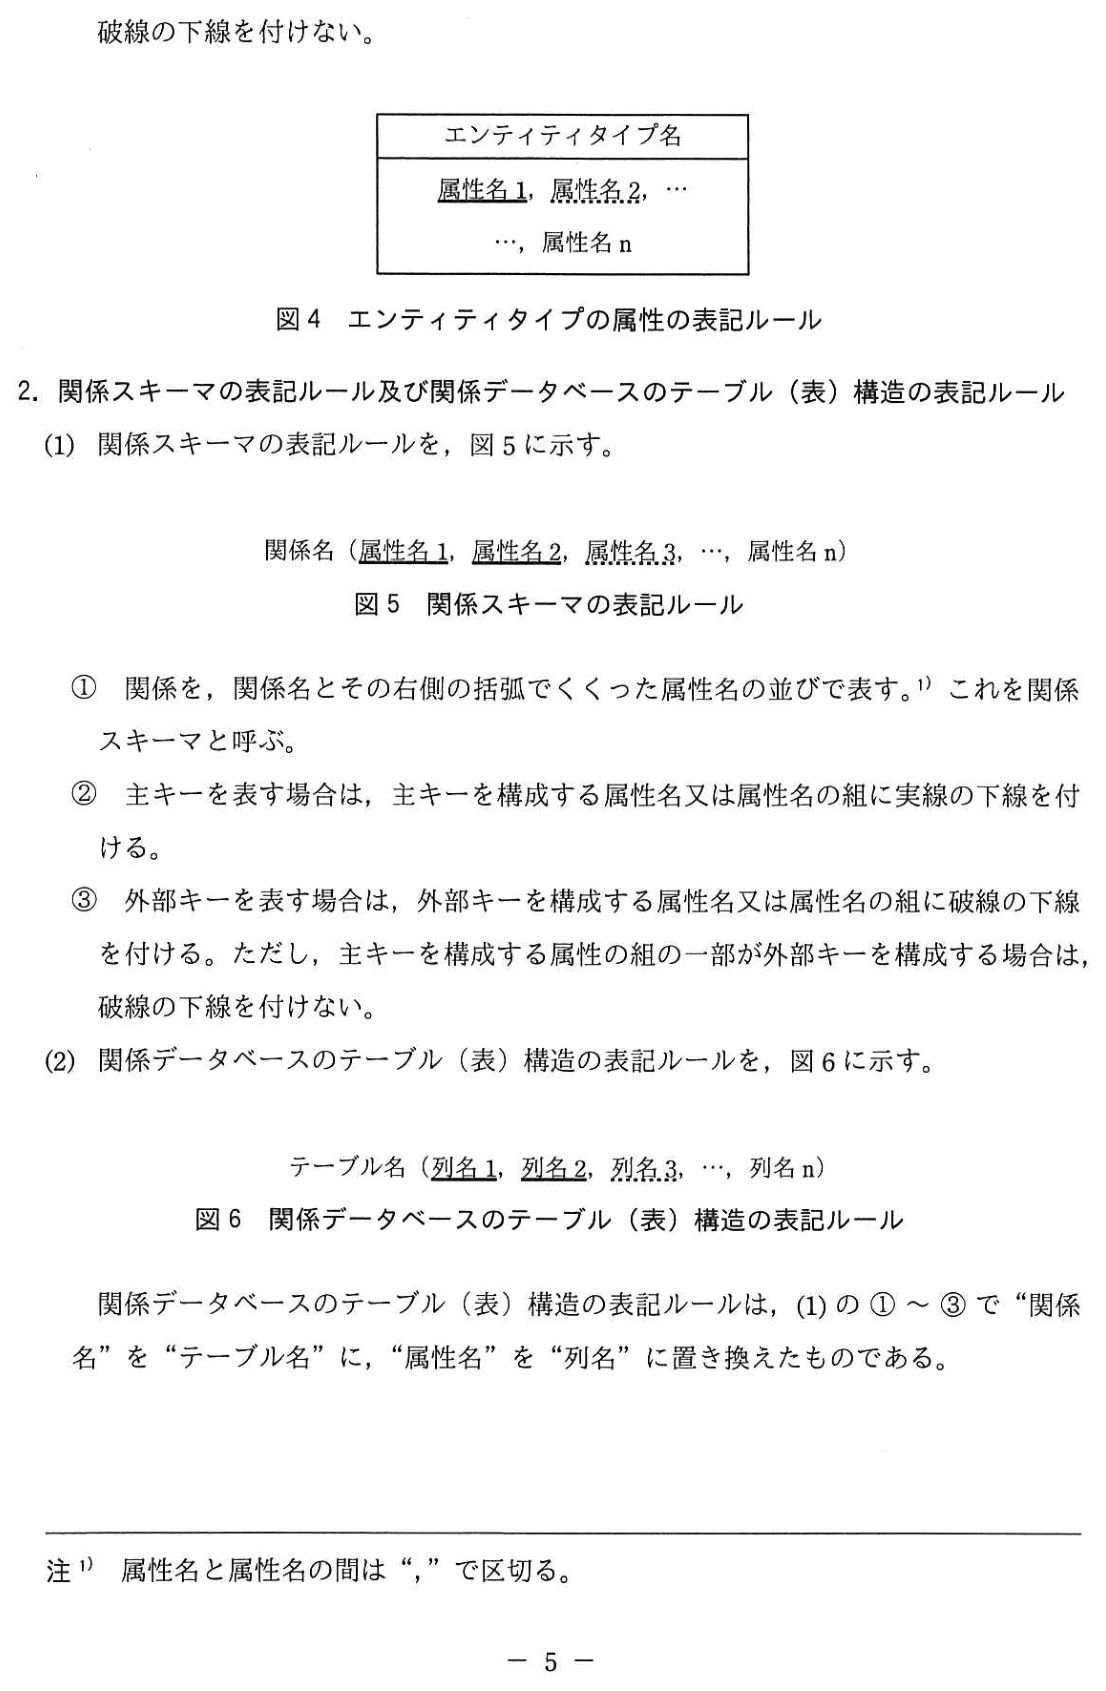 破線の下線を付けない。
エンティティタイプ名
属性名 1, 属性名 2, …
…, 属性名 n
図 4　エンティティタイプの属性の表記ルール
2. 関係スキーマの表記ルール及び関係データベースのテーブル（表）構造の表記ルール
(1) 関係スキーマの表記ルールを，図 5 に示す。
関係名（属性名 1, 属性名 2, 属性名 3, …, 属性名 n）
図 5　関係スキーマの表記ルール
①　関係を，関係名とその右側の括弧でくくった属性名の並びで表す。1) これを関係
スキーマと呼ぶ。
②　主キーを表す場合は，主キーを構成する属性名又は属性名の組に実線の下線を付
ける。
③　外部キーを表す場合は，外部キーを構成する属性名又は属性名の組に破線の下線
を付ける。ただし，主キーを構成する属性の組の一部が外部キーを構成する場合は，
破線の下線を付けない。
(2) 関係データベースのテーブル（表）構造の表記ルールを，図 6 に示す。
テーブル名（列名 1, 列名 2, 列名 3, …, 列名 n）
図 6　関係データベースのテーブル（表）構造の表記ルール
関係データベースのテーブル（表）構造の表記ルールは，(1) の ① ～ ③ で “関係
名” を “テーブル名” に，“属性名” を “列名” に置き換えたものである。
注 1)　属性名と属性名の間は “，” で区切る。
－ 5 －